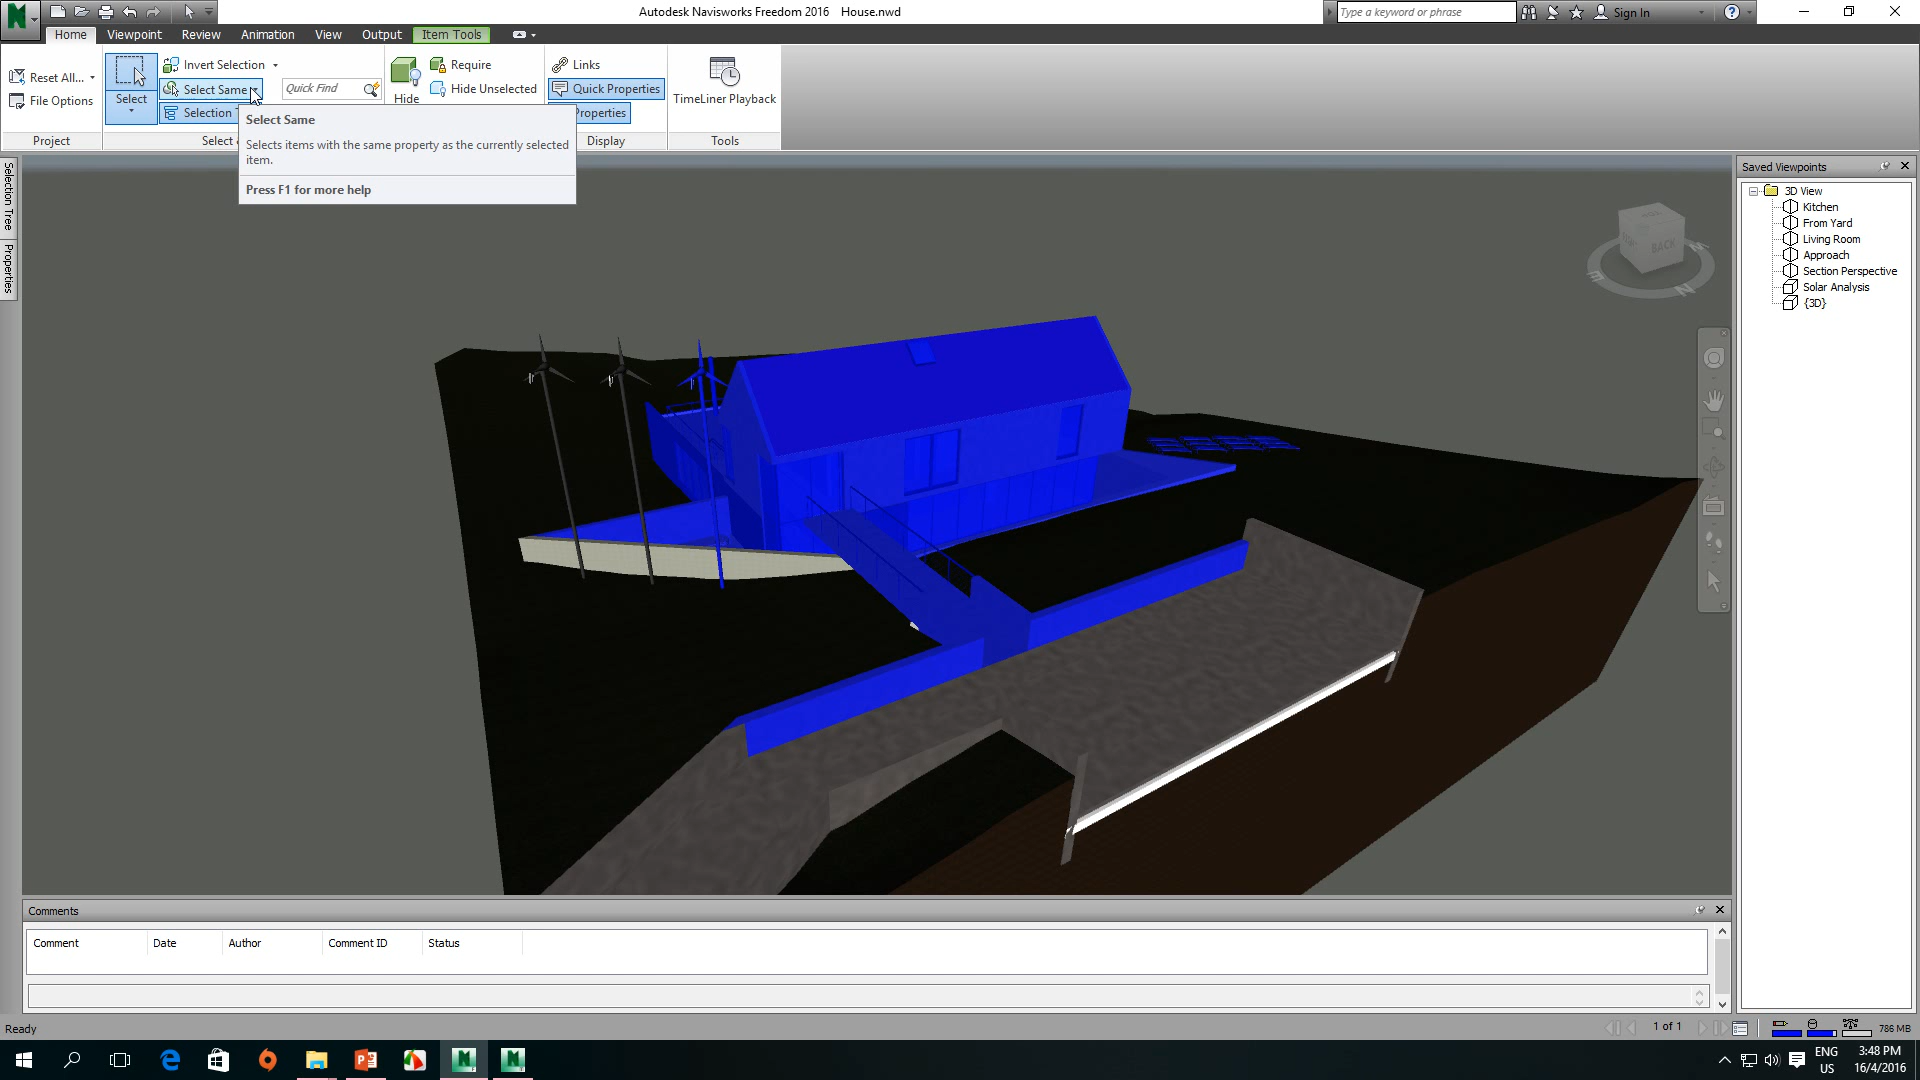 Autodesk Navisworks Freedom 2016 House.nwd
Type a keyword or phrase
Sign In
Home Viewpoint Review Animation View Output Item Tools
Reset All...
File Options
Project
Select
Invert Selection
Select Same
Selection T
Select &
Quick Find
Hide
Require
Hide Unselected
Links
Quick Properties
Properties
Display
TimeLiner Playback
Tools
Select Same
Selects items with the same property as the currently selected
item.
Press F1 for more help
Selection Tree
Properties
BACK
Saved Viewpoints
3D View
Kitchen
From Yard
Living Room
Approach
Section Perspective
Solar Analysis
{3D}
Comments
Comment Date Author Comment ID Status
Ready
1 of 1
786 MB
ENG
US
3:48 PM
16/4/2016